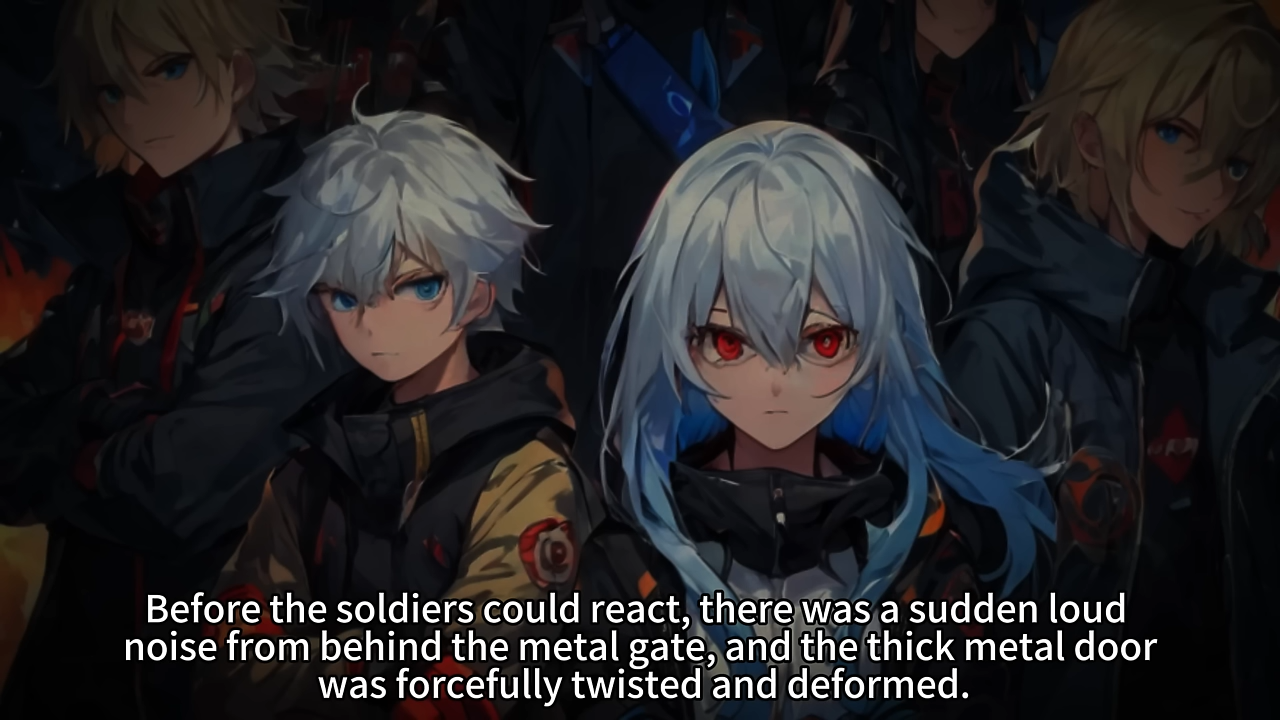 Before the soldiers could react, there was a sudden loud
noise from behind the metal gate, and the thick metal door
was forcefully twisted and deformed.